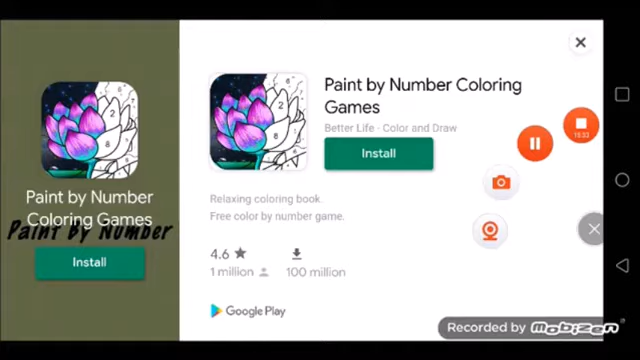 Paint by Number
Coloring Games
Paint by Number
Install
Paint by Number Coloring
Games
Better Life · Color and Draw
Install
Relaxing coloring book.
Free color by number game.
4.6
1 million
100 million
Google Play
15:33
Recorded by Mobizen